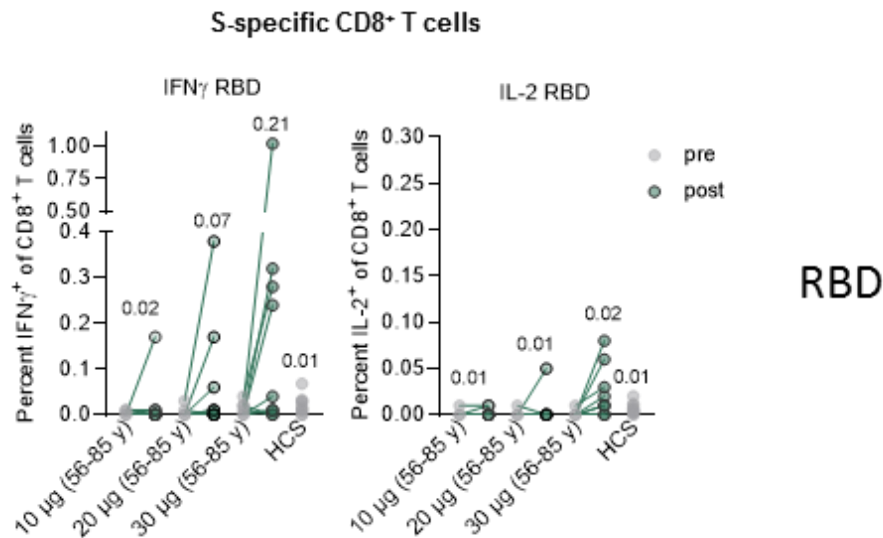 S-specific CD8⁺ T cells
IFNγ RBD
Percent IFNγ⁺ of CD8⁺ T cells
1.00
0.75
0.50
0.4
0.3
0.2
0.1
0.0
0.02
0.07
0.21
0.01
10 µg (56-85 y)
20 µg (56-85 y)
30 µg (56-85 y)
HCS
IL-2 RBD
Percent IL-2⁺ of CD8⁺ T cells
0.30
0.25
0.20
0.15
0.10
0.05
0.00
0.01
0.01
0.02
0.01
10 µg (56-85 y)
20 µg (56-85 y)
30 µg (56-85 y)
HCS
pre
post
RBD